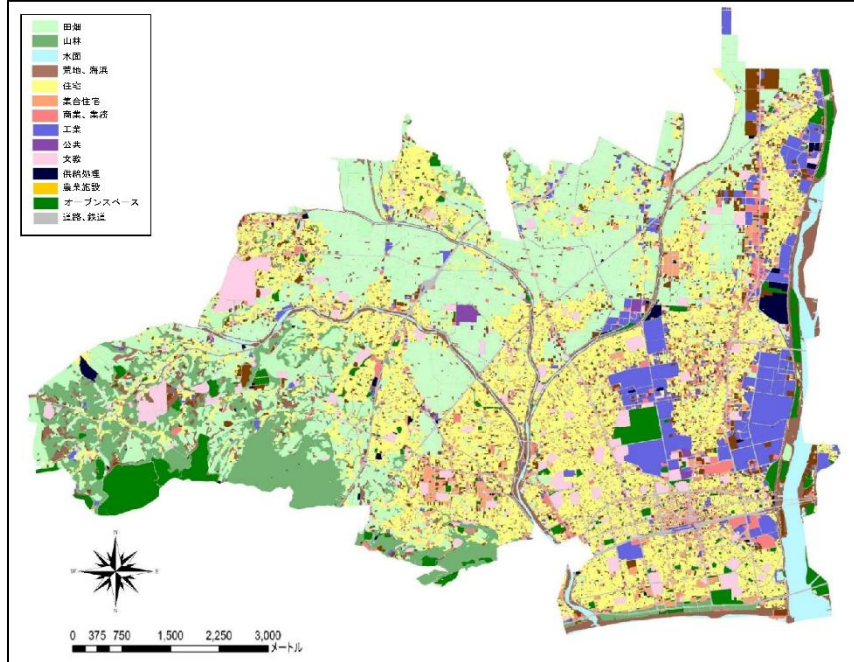 田畑
山林
水面
荒地、海浜
住宅
集合住宅
商業、業務
工業
公共
文教
供給処理
農業施設
オープンスペース
道路、鉄道
N
W
E
S
0 375 750 1,500 2,250 3,000
メートル